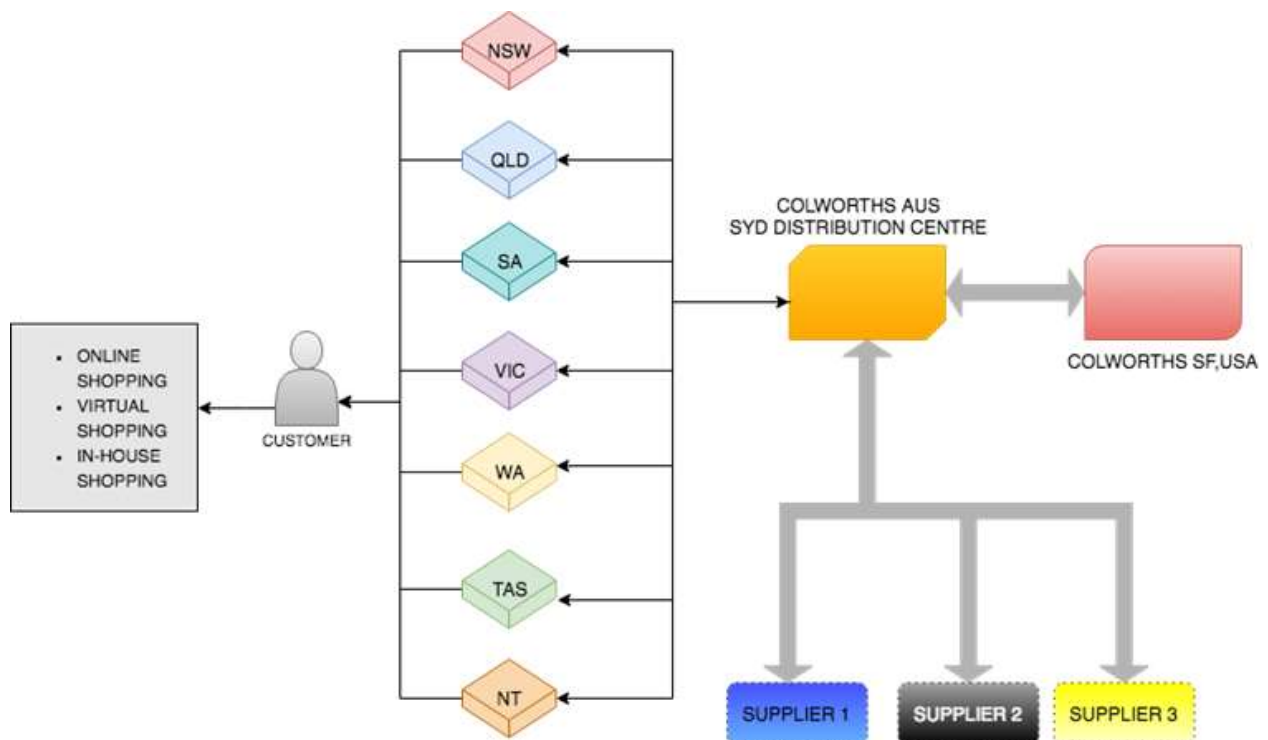 NSW
QLD
SA
VIC
WA
TAS
NT
• ONLINE
SHOPPING
• VIRTUAL
SHOPPING
• IN-HOUSE
SHOPPING
CUSTOMER
COLWORTHS AUS
SYD DISTRIBUTION CENTRE
COLWORTHS SF,USA
SUPPLIER 1
SUPPLIER 2
SUPPLIER 3